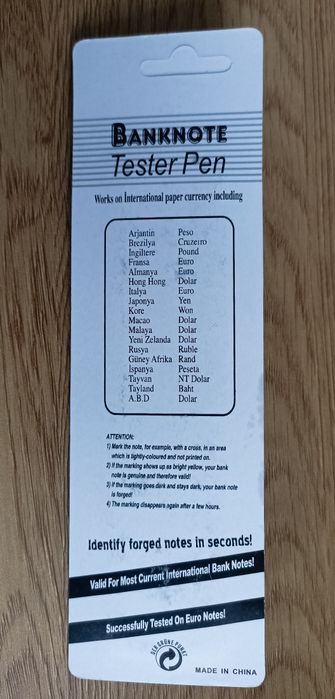 BANKNOTE
Tester Pen
Works on International paper currency including
Arjantin Peso
Brezilya Cruzeiro
İngiltere Pound
Fransa Euro
Almanya Euro
Hong Hong Dolar
Italya Euro
Japonya Yen
Kore Won
Macao Dolar
Malaya Dolar
Yeni Zelanda Dolar
Rusya Ruble
Güney Afrika Rand
İspanya Peseta
Tayvan NT Dolar
Tayland Baht
A.B.D Dolar
ATTENTION:
1) Mark the note, for example, with a cross, in an area
which is lightly-coloured and not printed on.
2) If the marking shows up as bright yellow, your bank
note is genuine and therefore valid!
3) If the marking goes dark and stays dark, your bank note
is forged!
4) The marking disappears again after a few hours.
Identify forged notes in seconds!
Valid For Most Current International Bank Notes!
Successfully Tested On Euro Notes!
DER GRÜNE PUNKT
MADE IN CHINA